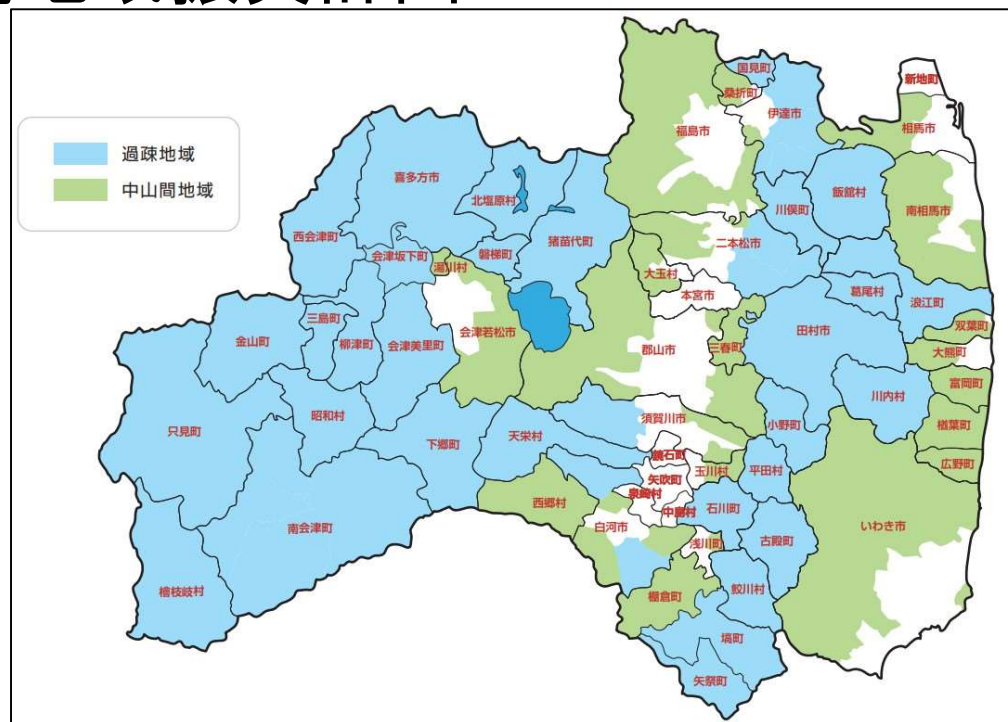 過疎地域
中山間地域
国見町
桑折町
伊達市
新地町
相馬市
福島市
喜多方市
北塩原村
川俣町
飯舘村
南相馬市
西会津町
猪苗代町
二本松市
会津坂下町
磐梯町
湯川村
大玉村
本宮市
葛尾村
浪江町
三島町
双葉町
金山町
柳津町
会津美里町
会津若松市
郡山市
三春町
田村市
大熊町
富岡町
川内村
昭和村
只見町
下郷町
天栄村
須賀川市
小野町
楢葉町
鏡石町
玉川村
平田村
広野町
矢吹町
泉崎村
西郷村
中島村
石川町
白河市
南会津町
浅川町
古殿町
いわき市
檜枝岐村
棚倉町
鮫川村
塙町
矢祭町